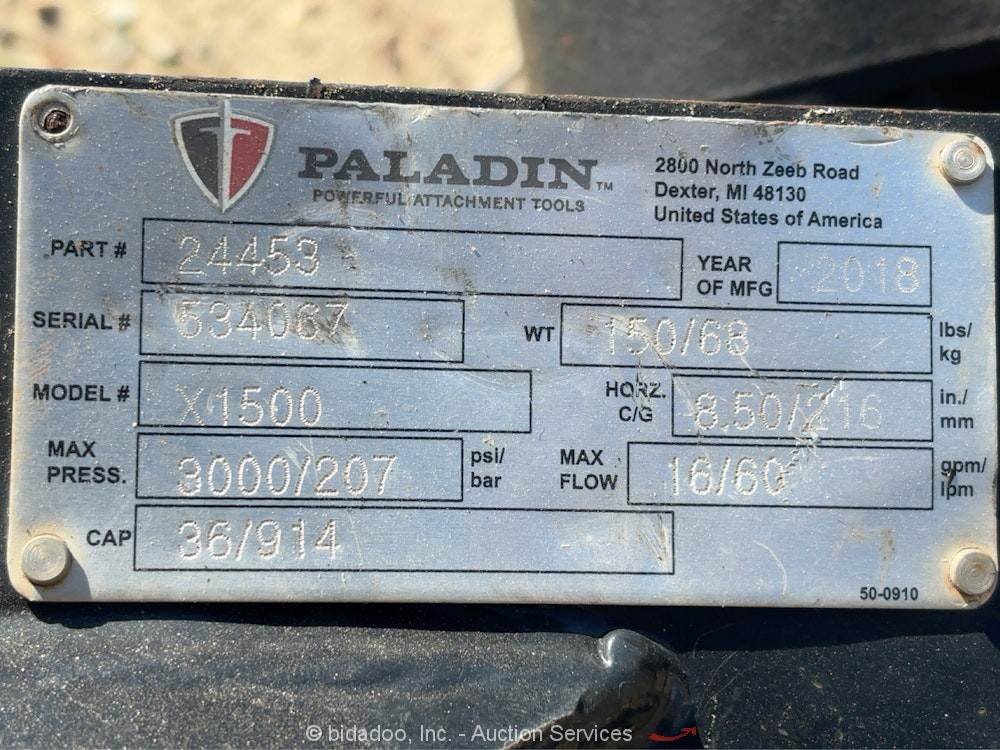 PALADIN™
POWERFUL ATTACHMENT TOOLS
2800 North Zeeb Road
Dexter, MI 48130
United States of America
PART # 24453
YEAR OF MFG 2018
SERIAL # 534067
WT 150/68 lbs/kg
MODEL # X1500
HORZ. C/G 8.50/216 in./mm
MAX PRESS. 3000/207 psi/bar
MAX FLOW 16/60 gpm/lpm
CAP 36/914
50-0910
© bidadoo, Inc. - Auction Services